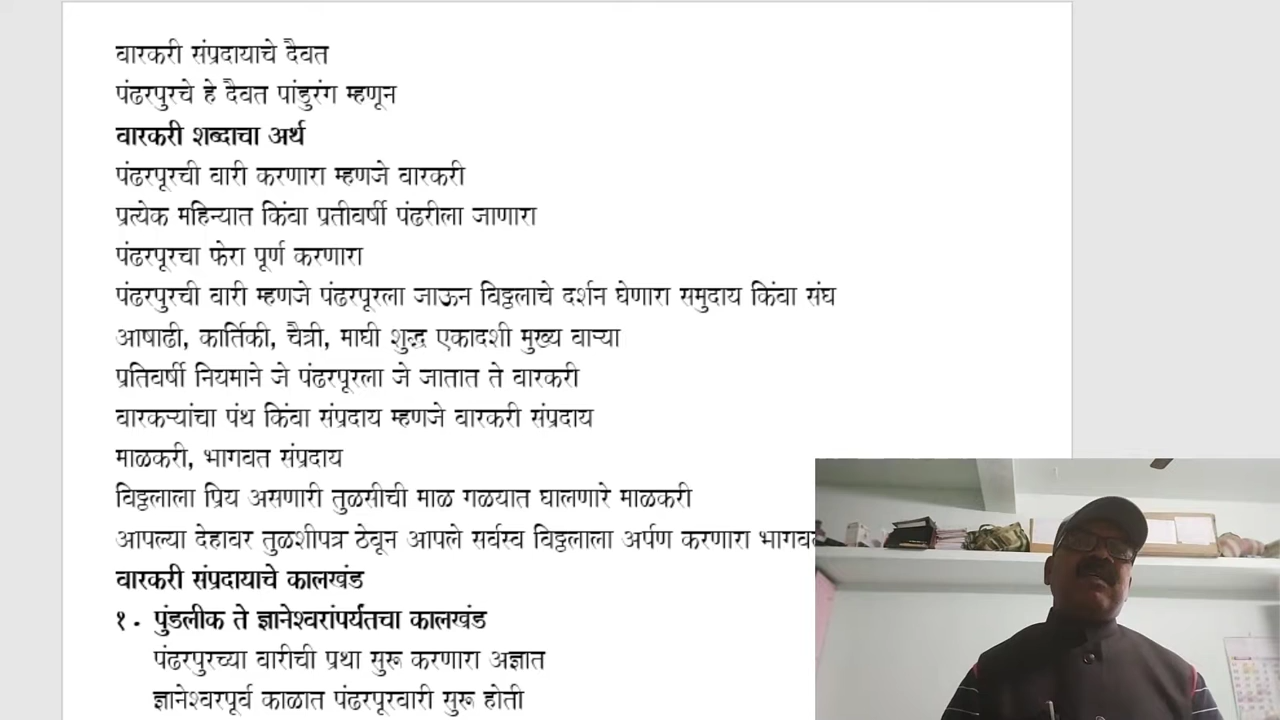 वारकरी संप्रदायाचे दैवत
पंढरपुरचे हे दैवत पांडुरंग म्हणून
वारकरी शब्दाचा अर्थ
पंढरपूरची वारी करणारा म्हणजे वारकरी
प्रत्येक महिन्यात किंवा प्रतीवर्षी पंढरीला जाणारा
पंढरपूरचा फेरा पूर्ण करणारा
पंढरपुरची वारी म्हणजे पंढरपूरला जाऊन विठ्ठलाचे दर्शन घेणारा समुदाय किंवा संघ
आषाढी, कार्तिकी, चैत्री, माघी शुद्ध एकादशी मुख्य वाऱ्या
प्रतिवर्षी नियमाने जे पंढरपूरला जे जातात ते वारकरी
वारकऱ्यांचा पंथ किंवा संप्रदाय म्हणजे वारकरी संप्रदाय
माळकरी, भागवत संप्रदाय
विठ्ठलाला प्रिय असणारी तुळसीची माळ गळयात घालणारे माळकरी
आपल्या देहावर तुळशीपत्र ठेवून आपले सर्वस्व विठ्ठलाला अर्पण करणारा
वारकरी संप्रदायाचे कालखंड
१. पुंडलीक ते ज्ञानेश्वरांपर्यंतचा कालखंड
पंढरपुरच्या वारीची प्रथा सुरू करणारा अज्ञात
ज्ञानेश्वरपूर्व काळात पंढरपूरवारी सुरू होती